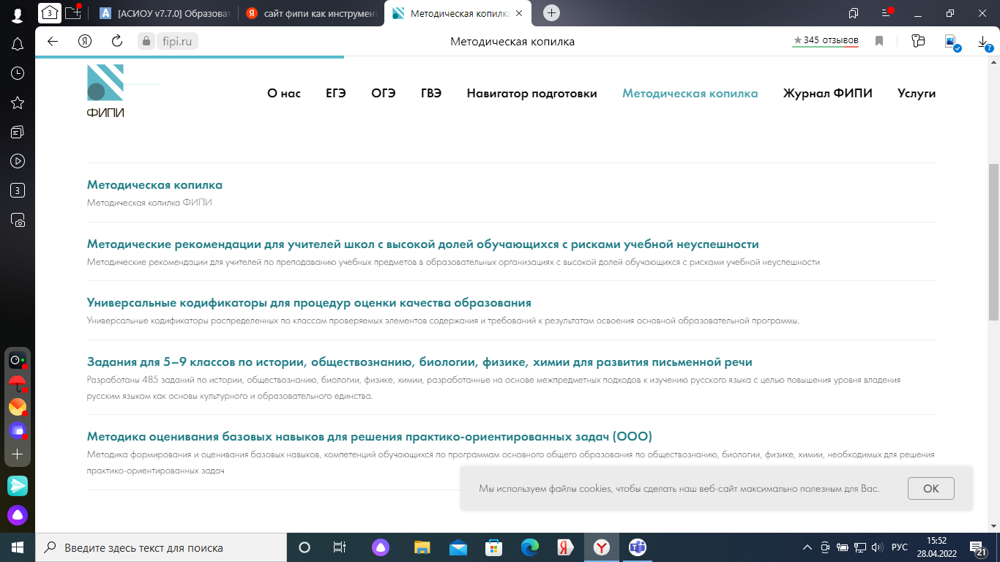 [АСИОУ v7.7.0] Образоват
сайт фипи как инструмент
Методическая копилка
fipi.ru
Методическая копилка
345 отзывов
7
ФИПИ
О нас
ЕГЭ
ОГЭ
ГВЭ
Навигатор подготовки
Методическая копилка
Журнал ФИПИ
Услуги
Методическая копилка
Методическая копилка ФИПИ
Методические рекомендации для учителей школ с высокой долей обучающихся с рисками учебной неуспешности
Методические рекомендации для учителей по преподаванию учебных предметов в образовательных организациях с высокой долей обучающихся с рисками учебной неуспешности
Универсальные кодификаторы для процедур оценки качества образования
Универсальные кодификаторы распределенных по классам проверяемых элементов содержания и требований к результатам освоения основной образовательной программы.
Задания для 5–9 классов по истории, обществознанию, биологии, физике, химии для развития письменной речи
Разработаны 485 заданий по истории, обществознанию, биологии, физике, химии, разработанные на основе межпредметных подходов к изучению русского языка с целью повышения уровня владения
русским языком как основы культурного и образовательного единства.
Методика оценивания базовых навыков для решения практико-ориентированных задач (ООО)
Методика формирования и оценивания базовых навыков, компетенций обучающихся по программам основного общего образования по обществознанию, биологии, физике, химии, необходимых для решения
практико-ориентированных задач
Мы используем файлы cookies, чтобы сделать наш веб-сайт максимально полезным для Вас.
OK
3
Введите здесь текст для поиска
РУС
15:52
28.04.2022
21